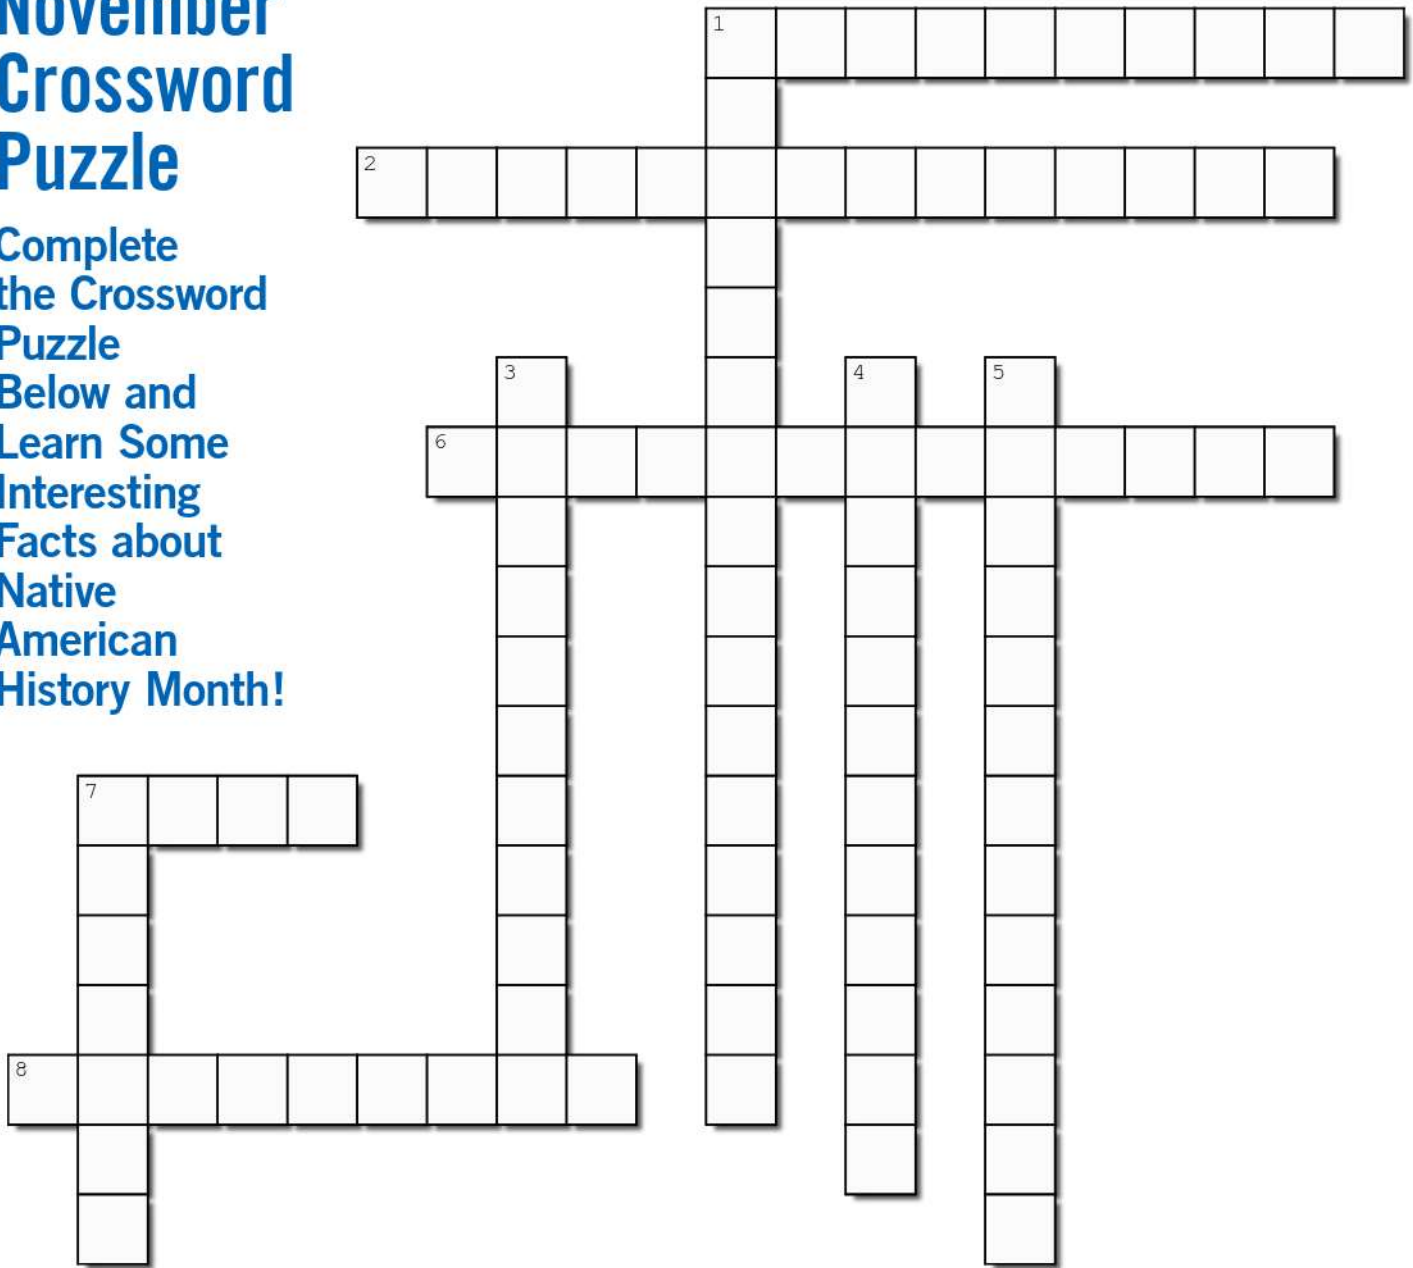 November
Crossword
Puzzle
Complete
the Crossword
Puzzle
Below and
Learn Some
Interesting
Facts about
Native
American
History Month!
1
2
3
4
5
6
7
8